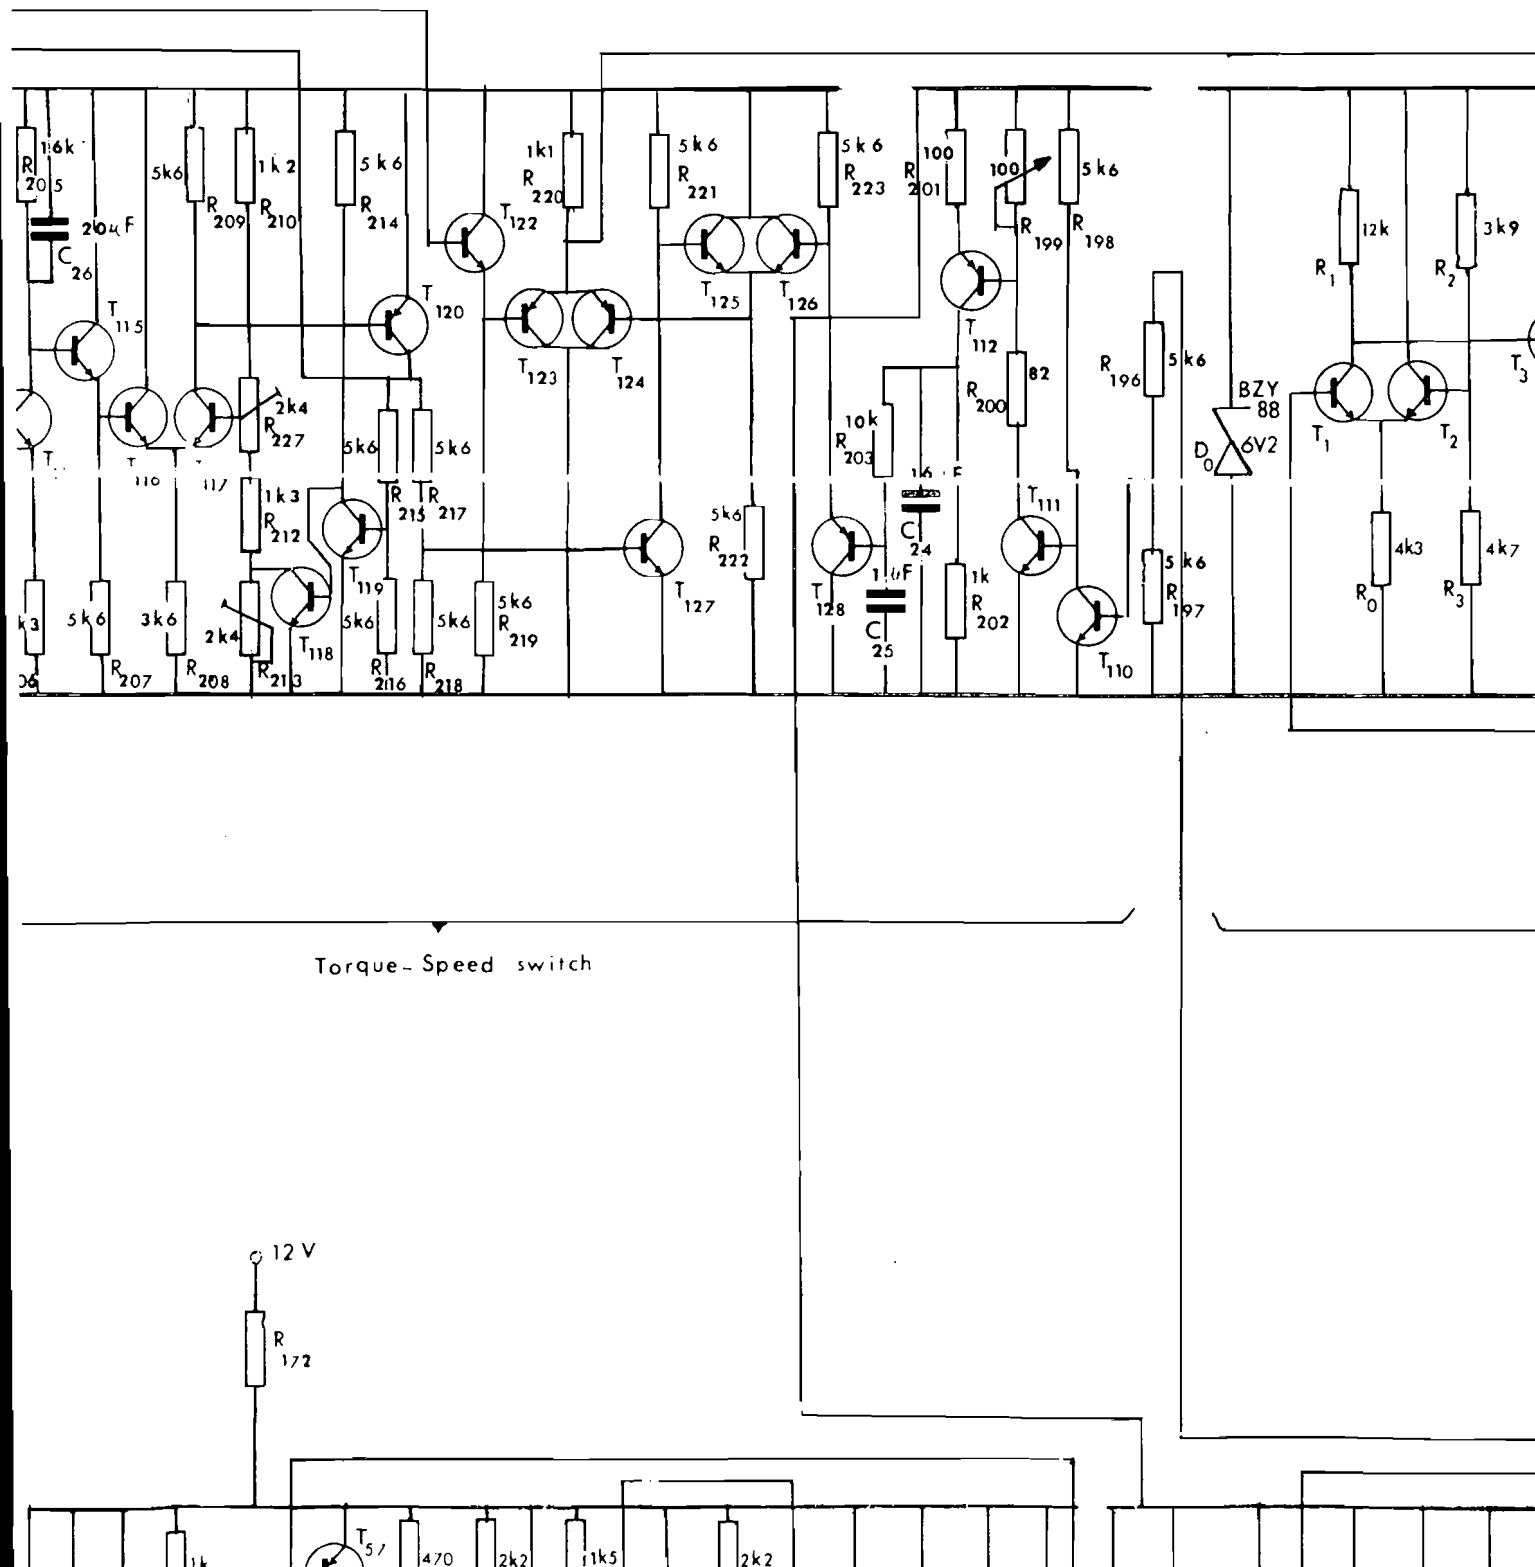 16k
R 205
20uF
C 26
T 115
5k6
R 209
1k2
R 210
5k6
R 214
T 120
T 122
1k1
R 220
T 123
T 124
5k6
R 221
T 125
T 126
5k6
R 223
R 201
100
100
R 199
5k6
R 198
T 112
R 200
82
10k
R 203
C 24
R 196
5k6
BZY 88
6V2
D 0
12k
R 1
3k9
R 2
T 1
T 2
T 3
116
117
2k4
R 227
1k3
R 212
5k6
R 215
5k6
R 217
T 119
T 118
k3
06
5k6
R 207
3k6
R 208
2k4
R 213
5k6
R 216
5k6
R 218
5k6
R 219
T 127
5k6
R 222
T 128
C 25
1k
R 202
T 111
T 110
5k6
R 197
4k3
R 0
4k7
R 3
Torque-Speed switch
12 V
R 172
1k
T 57
470
2k2
1k5
2k2